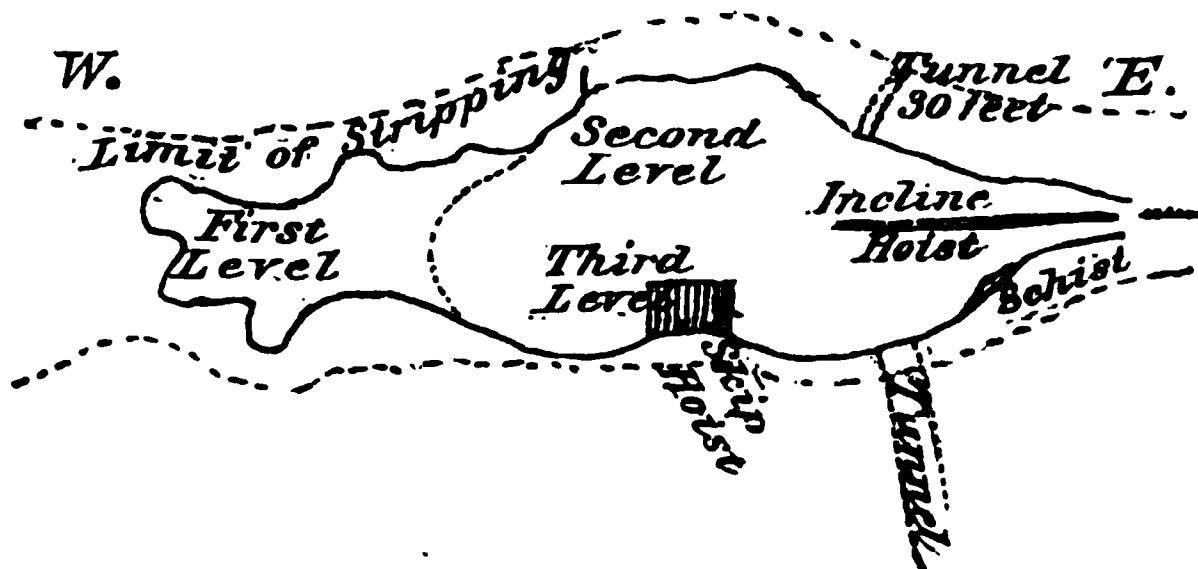 W.
Limit of Stripping
Tunnel
30 feet
E.
Second
Level
First
Level
Incline
Hoist
Third
Level
Schist
Skip
Hoist
Tunnel